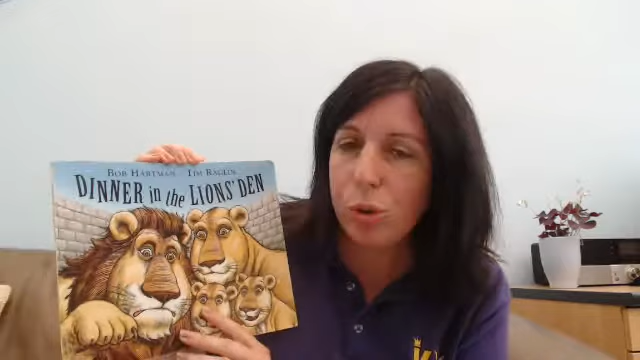 BOB HARTMAN TIM RAGLIN
DINNER in the LIONS' DEN